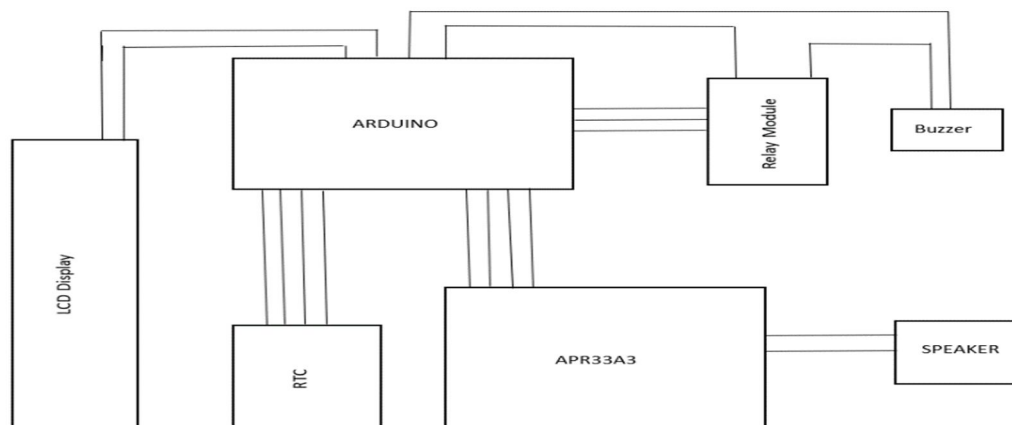 ARDUINO
Relay Module
Buzzer
LCD Display
RTC
APR33A3
SPEAKER